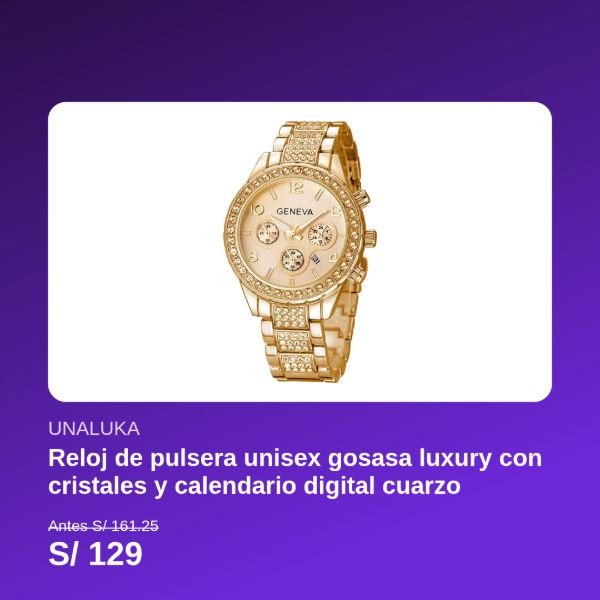 GENEVA
UNALUKA
Reloj de pulsera unisex gosasa luxury con
cristales y calendario digital cuarzo
Antes S/ 161.25
S/ 129